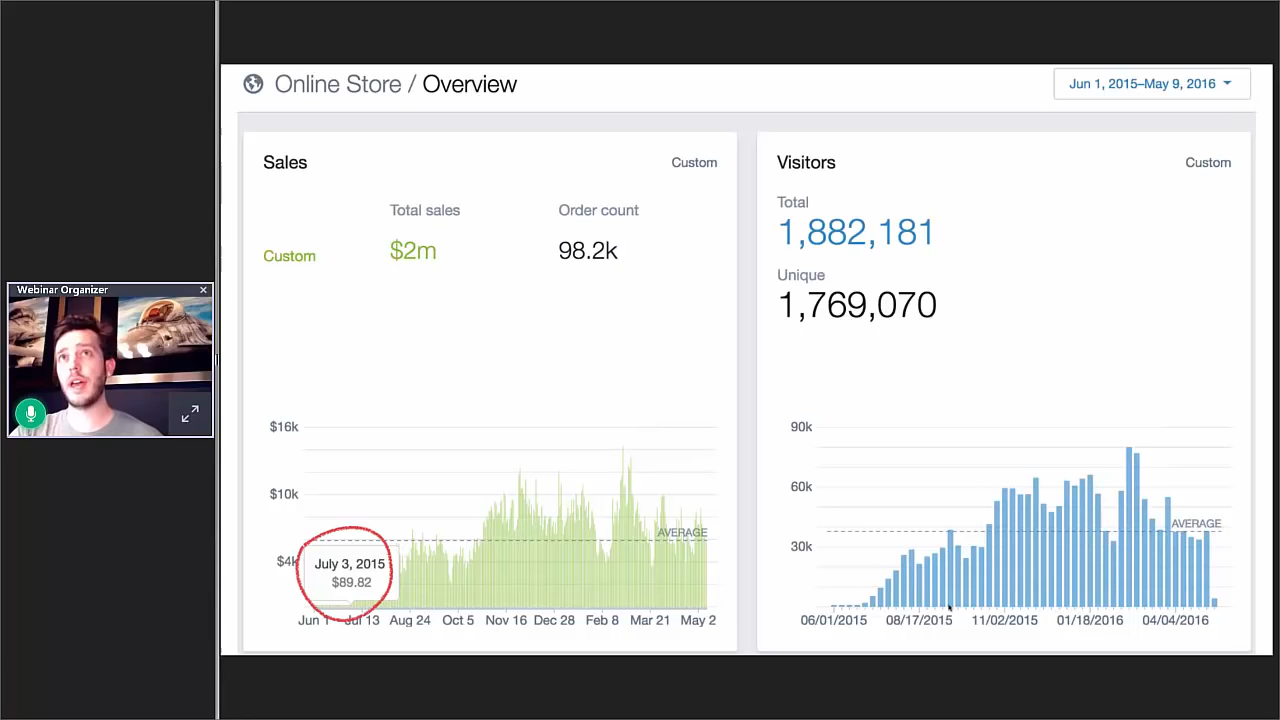 Online Store / Overview
Jun 1, 2015–May 9, 2016
Sales
Custom
Total sales
Order count
Custom
$2m
98.2k
$16k
$10k
$4k
AVERAGE
July 3, 2015
$89.82
Jun 1
Jul 13
Aug 24
Oct 5
Nov 16
Dec 28
Feb 8
Mar 21
May 2
Visitors
Custom
Total
1,882,181
Unique
1,769,070
90k
60k
30k
AVERAGE
06/01/2015
08/17/2015
11/02/2015
01/18/2016
04/04/2016
Webinar Organizer